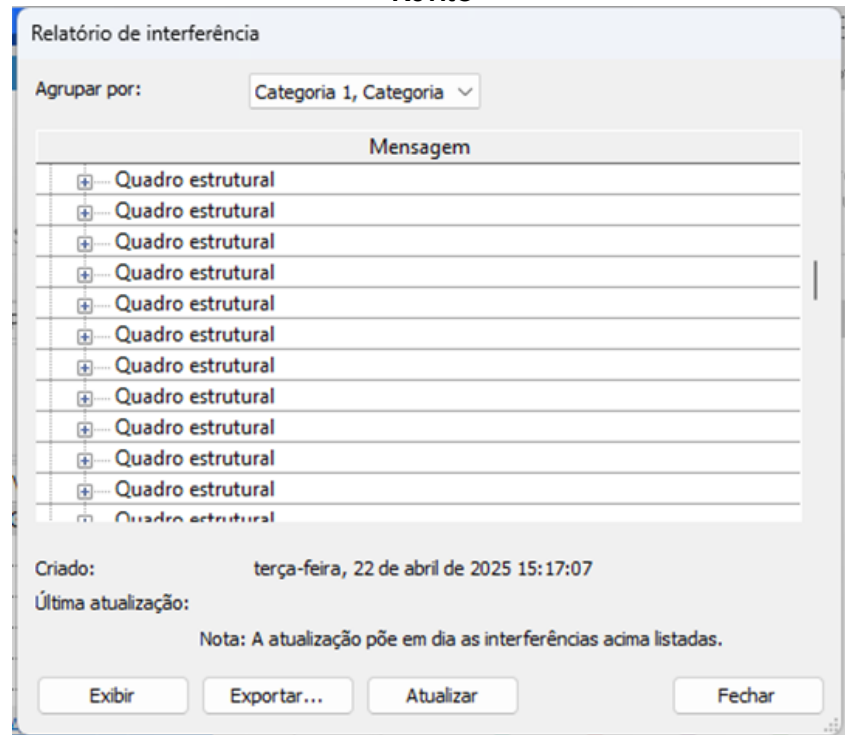 Relatório de interferência
Agrupar por: Categoria 1, Categoria
Mensagem
Quadro estrutural
Quadro estrutural
Quadro estrutural
Quadro estrutural
Quadro estrutural
Quadro estrutural
Quadro estrutural
Quadro estrutural
Quadro estrutural
Quadro estrutural
Quadro estrutural
Quadro estrutural
Criado: terça-feira, 22 de abril de 2025 15:17:07
Última atualização:
Nota: A atualização põe em dia as interferências acima listadas.
Exibir Exportar... Atualizar Fechar